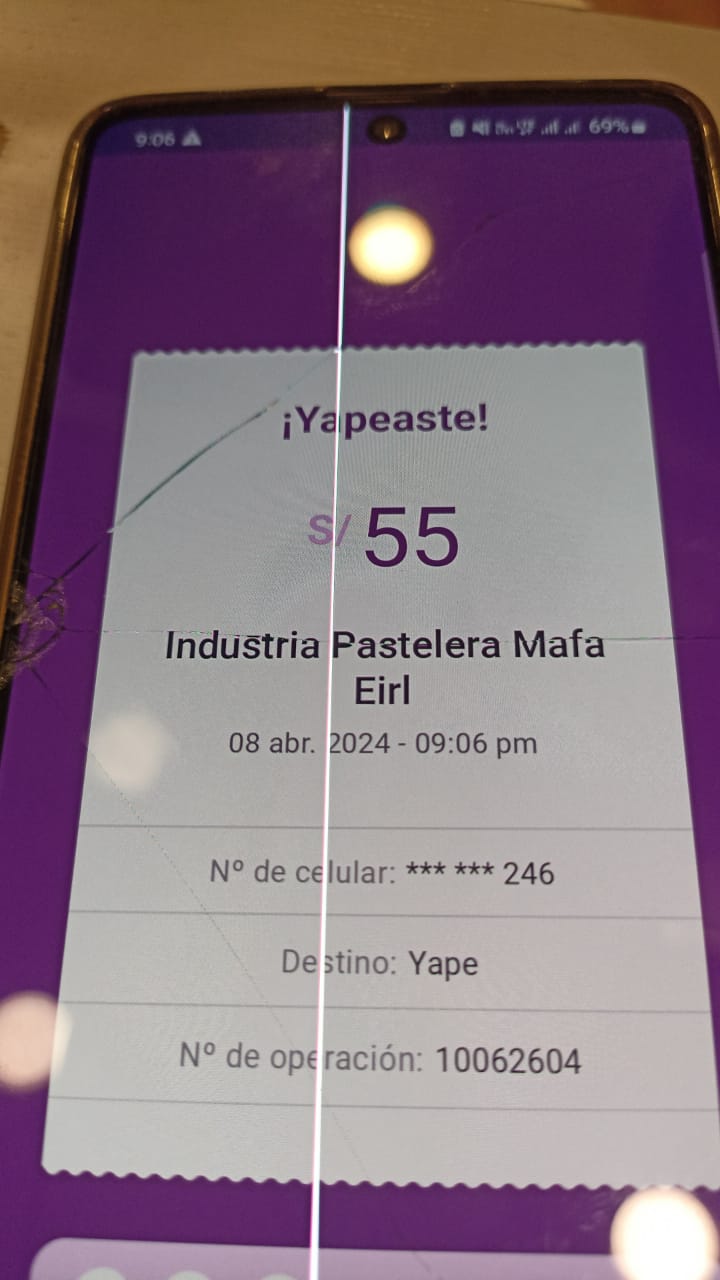 9:06
69%
¡Yapeaste!
S/ 55
Industria Pastelera Mafa
Eirl
08 abr. 2024 - 09:06 pm
Nº de celular: *** *** 246
Destino: Yape
Nº de operación: 10062604